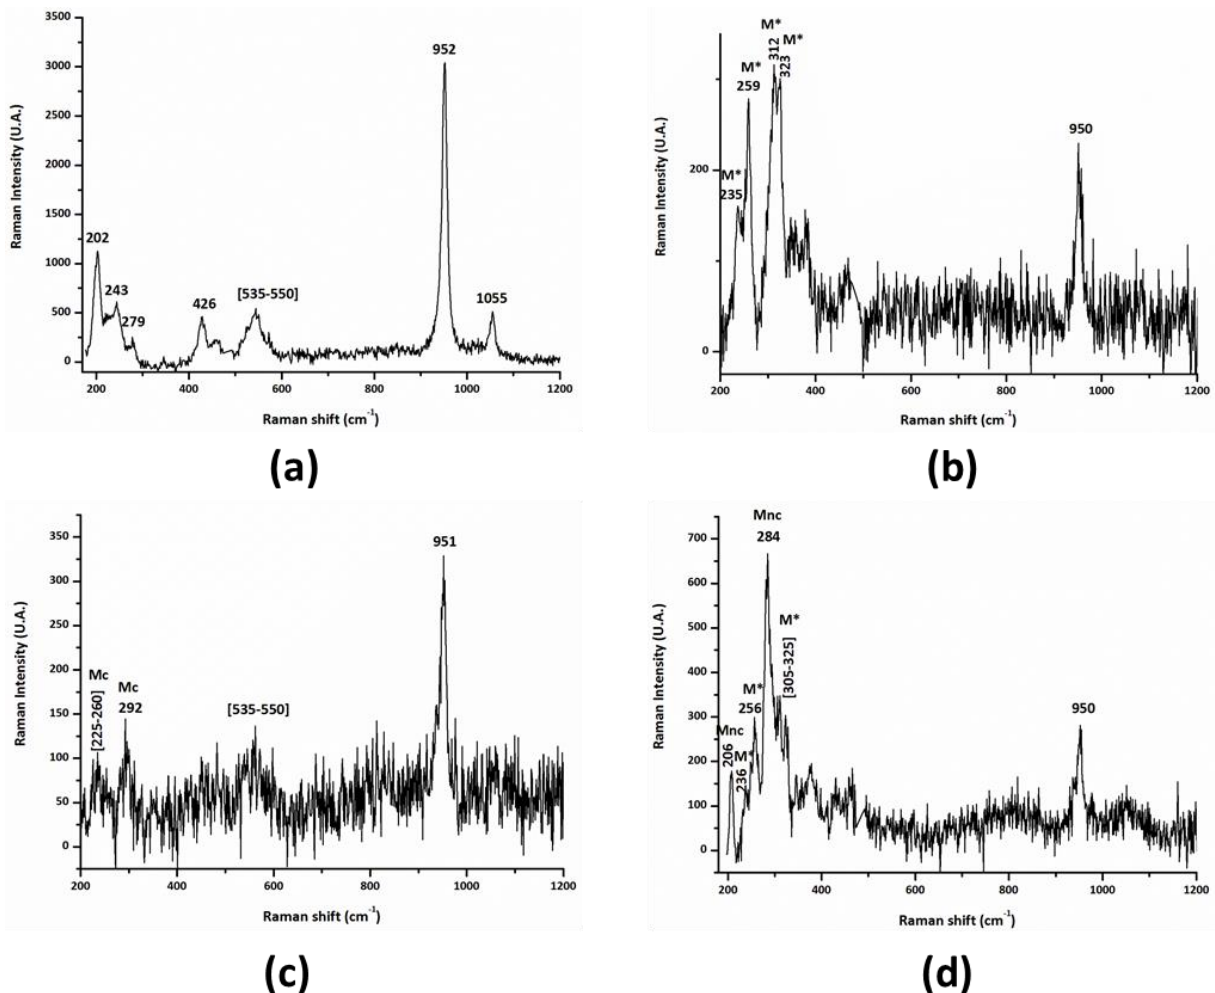 3500
3000
2500
2000
1500
1000
500
0
Raman Intensity (U.A.)
952
202
243
279
426
[535-550]
1055
200 400 600 800 1000 1200
Raman shift (cm-1)
(a)
200
0
Raman Intensity (U.A.)
M*
235
M*
259
M*
312
M*
323
950
200 400 600 800 1000 1200
Raman shift (cm-1)
(b)
350
300
250
200
150
100
50
0
Raman Intensity (U.A.)
Mc
[225-260]
Mc
292
[535-550]
951
200 400 600 800 1000 1200
Raman shift (cm-1)
(c)
700
600
500
400
300
200
100
0
Raman Intensity (U.A.)
Mnc
206
M*
236
M*
256
Mnc
284
M*
[305-325]
950
200 400 600 800 1000 1200
Raman shift (cm-1)
(d)